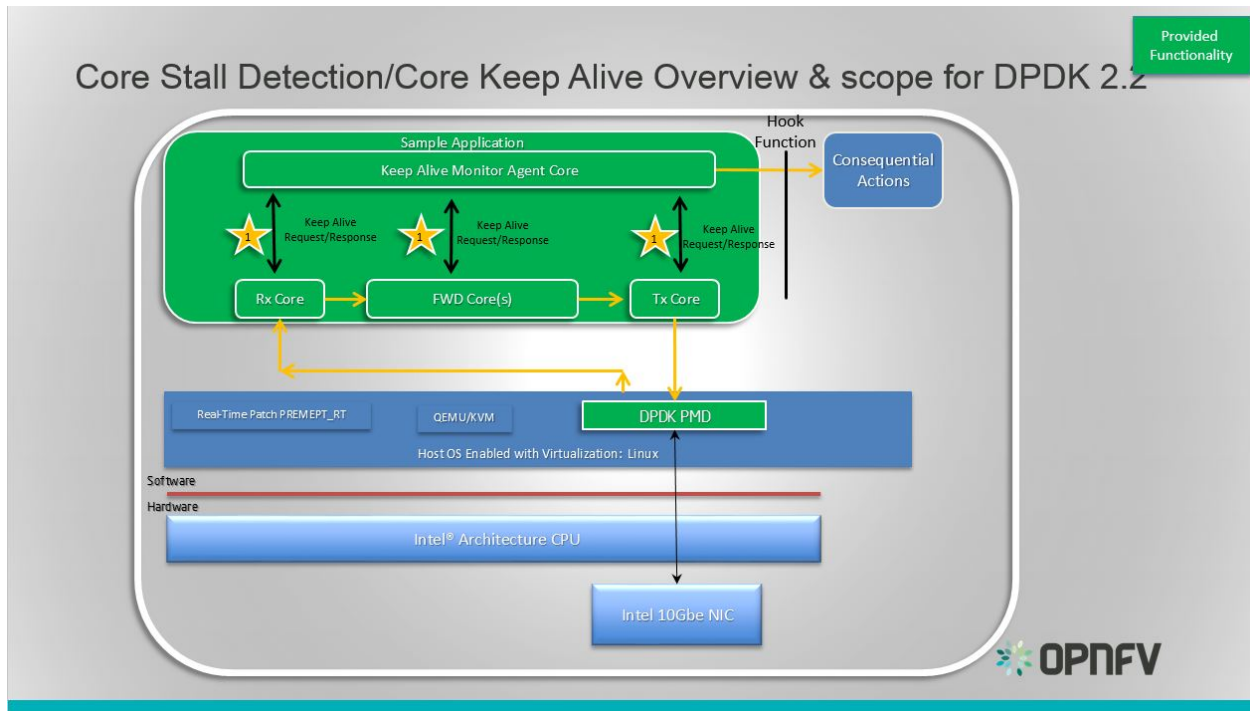 Provided
Functionality
Core Stall Detection/Core Keep Alive Overview & scope for DPDK 2.2
Hook
Function
Sample Application
Keep Alive Monitor Agent Core
Consequential
Actions
1
Keep Alive
Request/Response
1
Keep Alive
Request/Response
1
Keep Alive
Request/Response
Rx Core
FWD Core(s)
Tx Core
Real-Time Patch PREMEPT_RT
QEMU/KVM
DPDK PMD
Host OS Enabled with Virtualization: Linux
Software
Hardware
Intel® Architecture CPU
Intel 10Gbe NIC
OPNFV